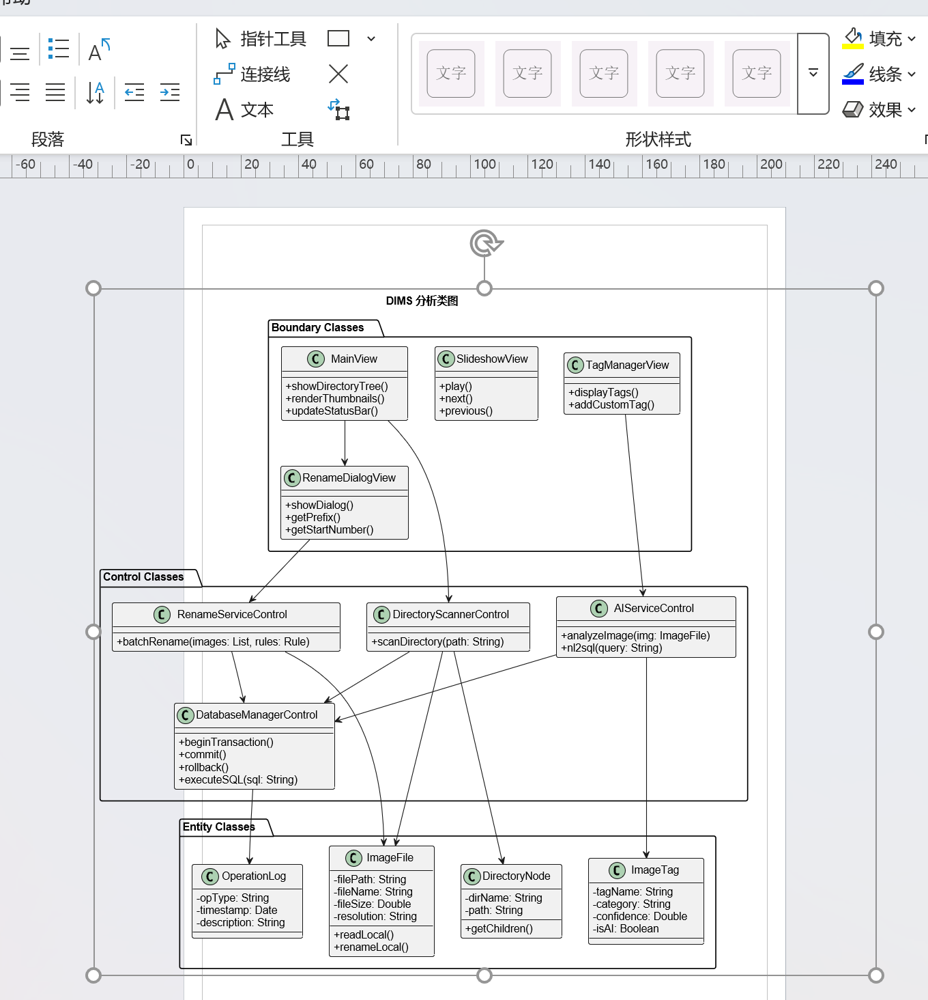 帮助
指针工具
连接线
文本
文字 文字 文字 文字 文字
填充
线条
效果
段落
工具
形状样式
-60 -40 -20 0 20 40 60 80 100 120 140 160 180 200 220 240
DIMS 分析类图
Boundary Classes
C MainView
+showDirectoryTree()
+renderThumbnails()
+updateStatusBar()
C SlideshowView
+play()
+next()
+previous()
C TagManagerView
+displayTags()
+addCustomTag()
C RenameDialogView
+showDialog()
+getPrefix()
+getStartNumber()
Control Classes
C RenameServiceControl
+batchRename(images: List, rules: Rule)
C DirectoryScannerControl
+scanDirectory(path: String)
C AIServiceControl
+analyzeImage(img: ImageFile)
+nl2sql(query: String)
C DatabaseManagerControl
+beginTransaction()
+commit()
+rollback()
+executeSQL(sql: String)
Entity Classes
C OperationLog
-opType: String
-timestamp: Date
-description: String
C ImageFile
-filePath: String
-fileName: String
-fileSize: Double
-resolution: String
+readLocal()
+renameLocal()
C DirectoryNode
-dirName: String
-path: String
+getChildren()
C ImageTag
-tagName: String
-category: String
-confidence: Double
-isAI: Boolean